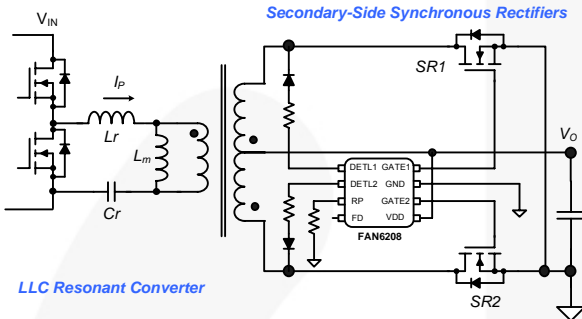 Secondary-Side Synchronous Rectifiers
VIN
SR1
IP
Lr
Lm
VO
DETL1 GATE1
DETL2 GND
RP GATE2
FD VDD
FAN6208
Cr
LLC Resonant Converter
SR2